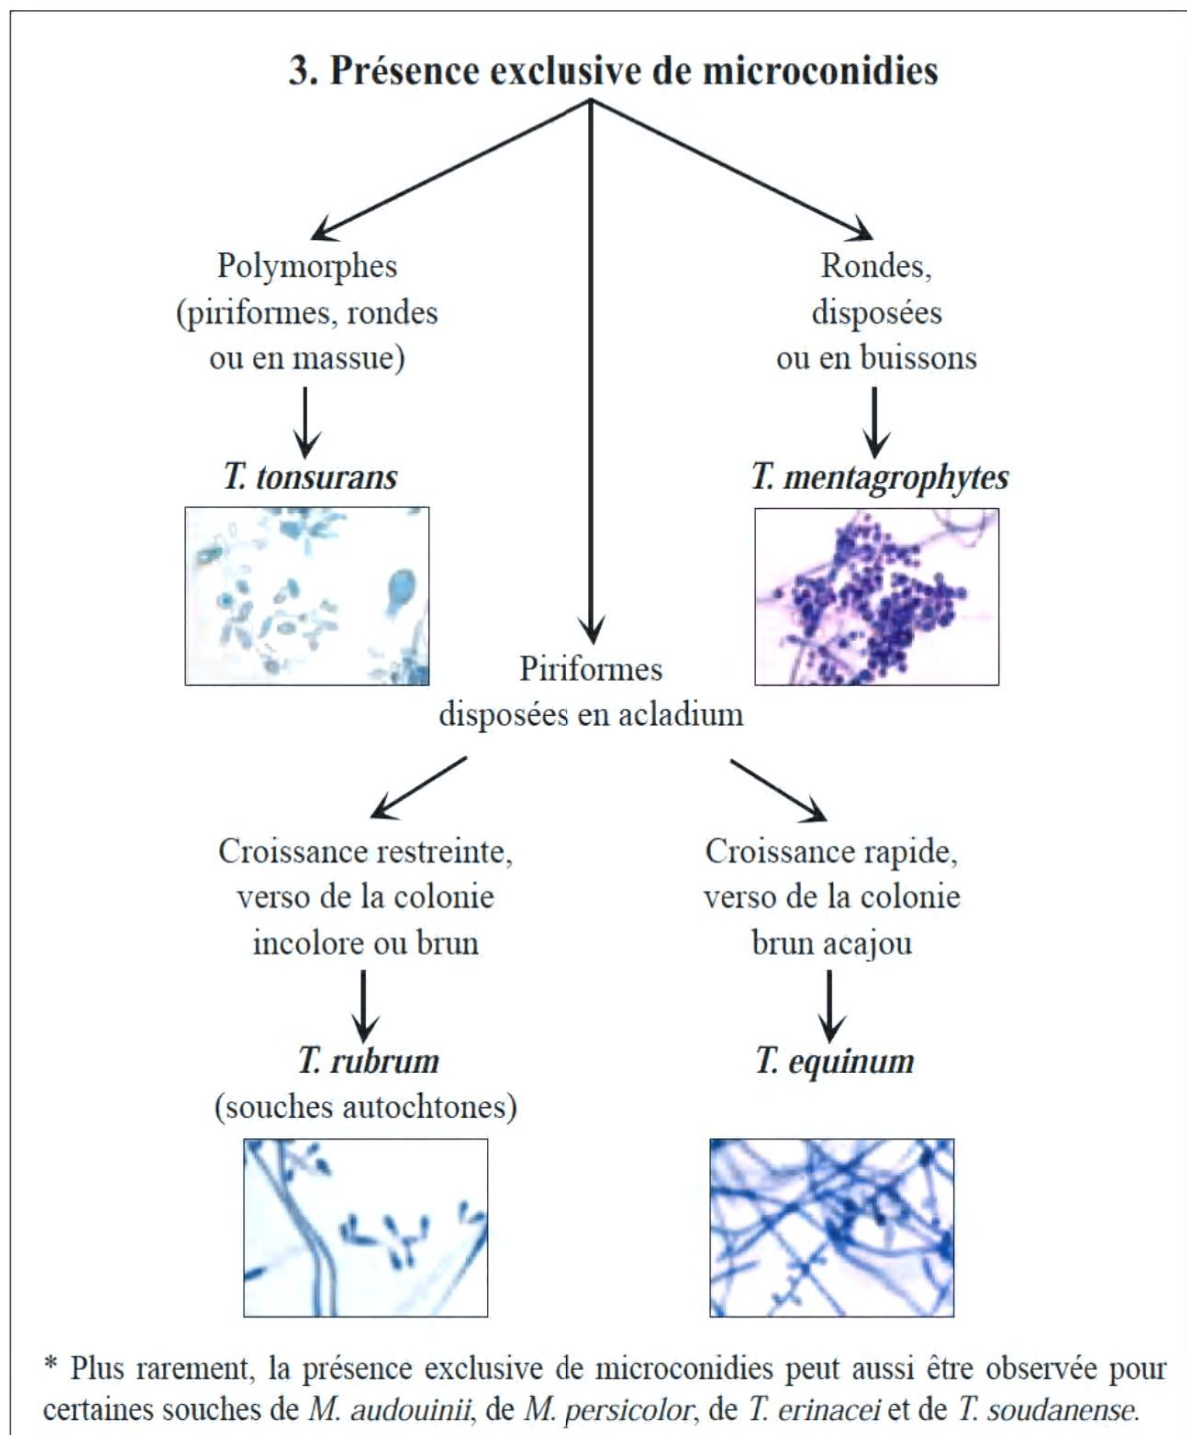 3. Présence exclusive de microconidies
Polymorphes
(piriformes, rondes
ou en massue)
T. tonsurans
Rondes,
disposées
ou en buissons
T. mentagrophytes
Piriformes
disposées en acladium
Croissance restreinte,
verso de la colonie
incolore ou brun
T. rubrum
(souches autochtones)
Croissance rapide,
verso de la colonie
brun acajou
T. equinum
* Plus rarement, la présence exclusive de microconidies peut aussi être observée pour
certaines souches de M. audouinii, de M. persicolor, de T. erinacei et de T. soudanense.